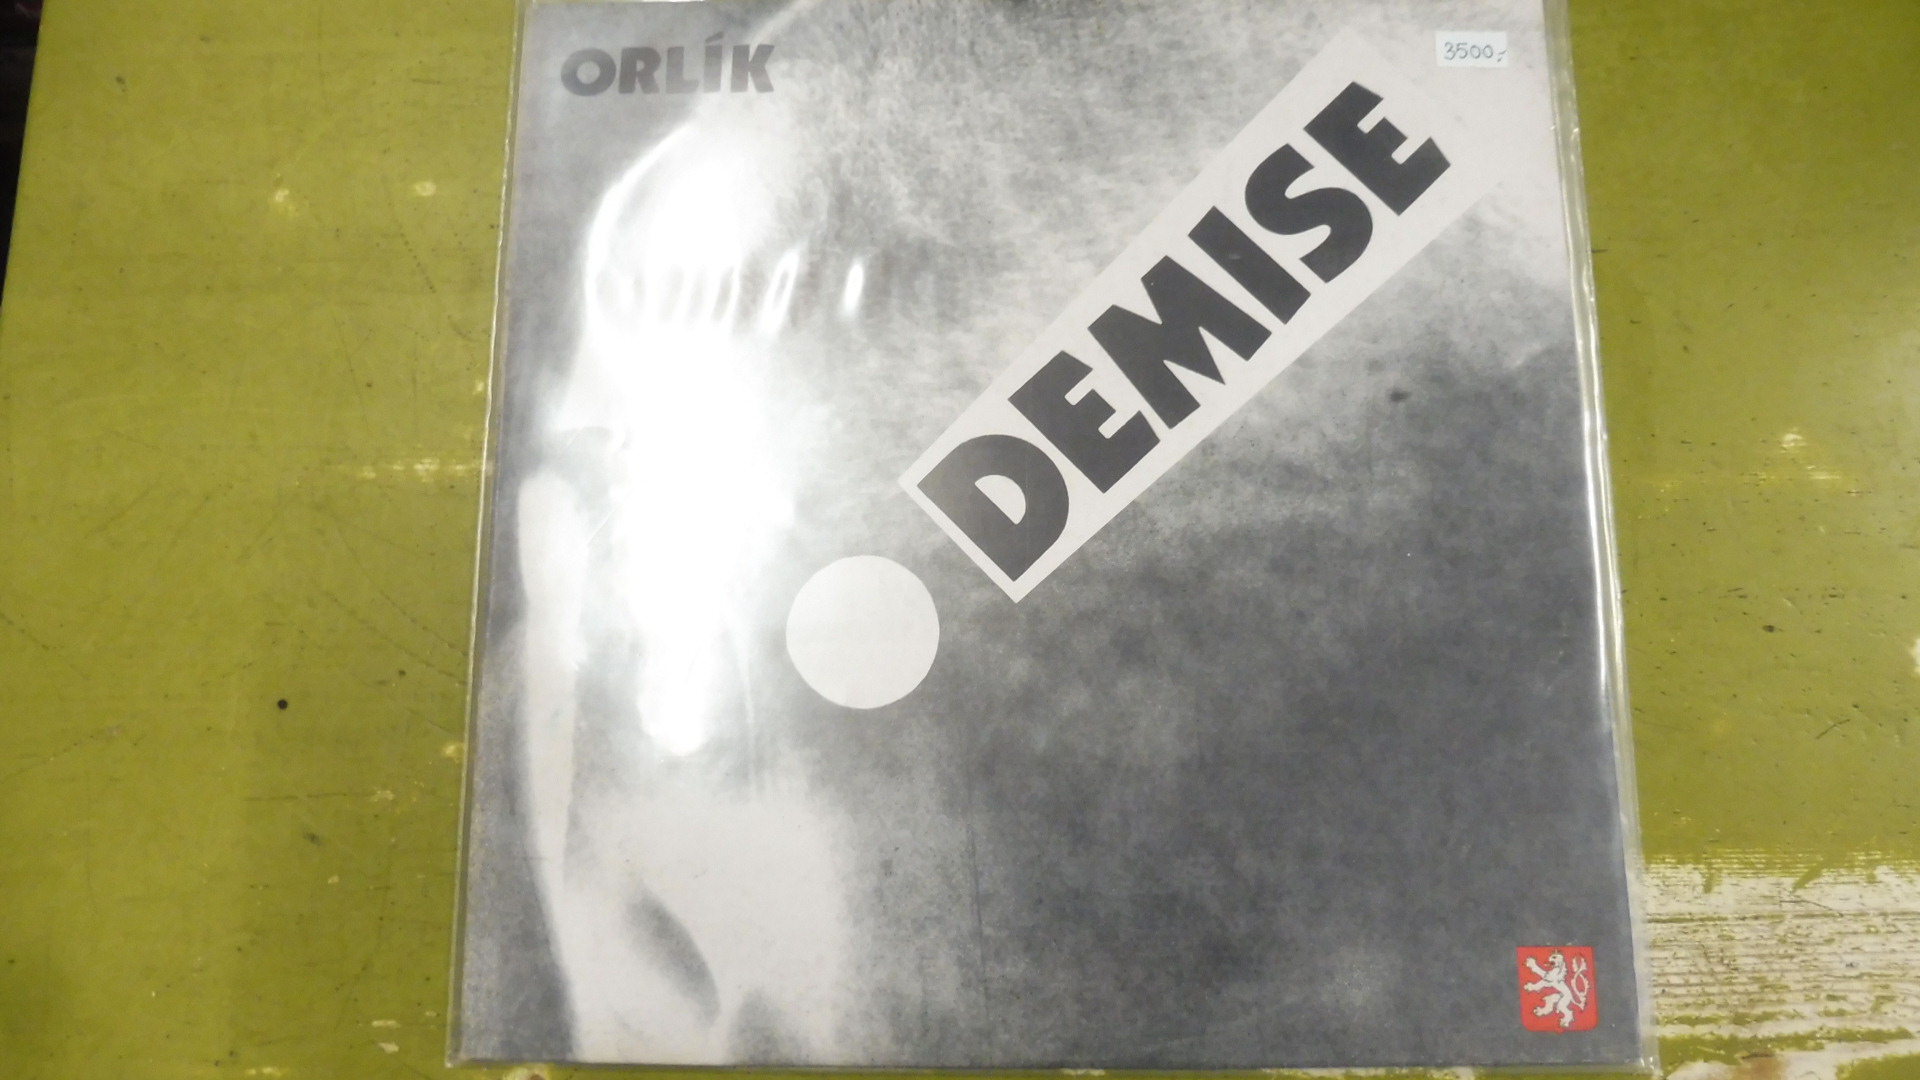 ORLÍK
3500,-
DEMISE